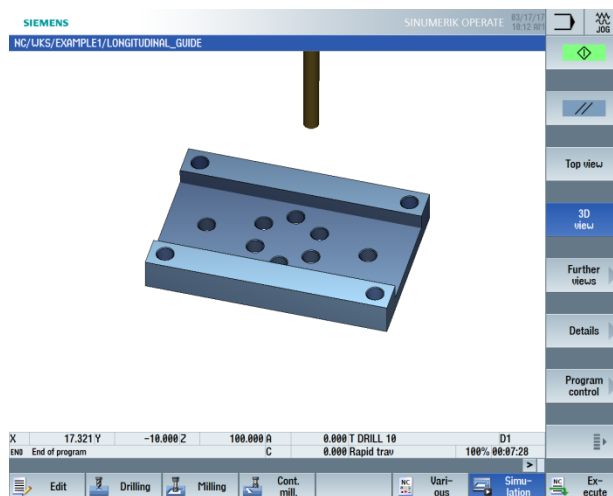 SIEMENS
SINUMERIK OPERATE
03/17/17
10:12 AM
JOG
NC/WKS/EXAMPLE1/LONGITUDINAL_GUIDE
Top view
3D
view
Further
views
Details
Program
control
X 17.321 Y -10.000 Z 100.000 A 0.000 T DRILL 10 D1
END End of program C 0.000 Rapid trav 100% 00:07:28
>
Edit
Drilling
Milling
Cont.
mill.
NC
Vari-
ous
Simu-
lation
NC
Ex-
ecute